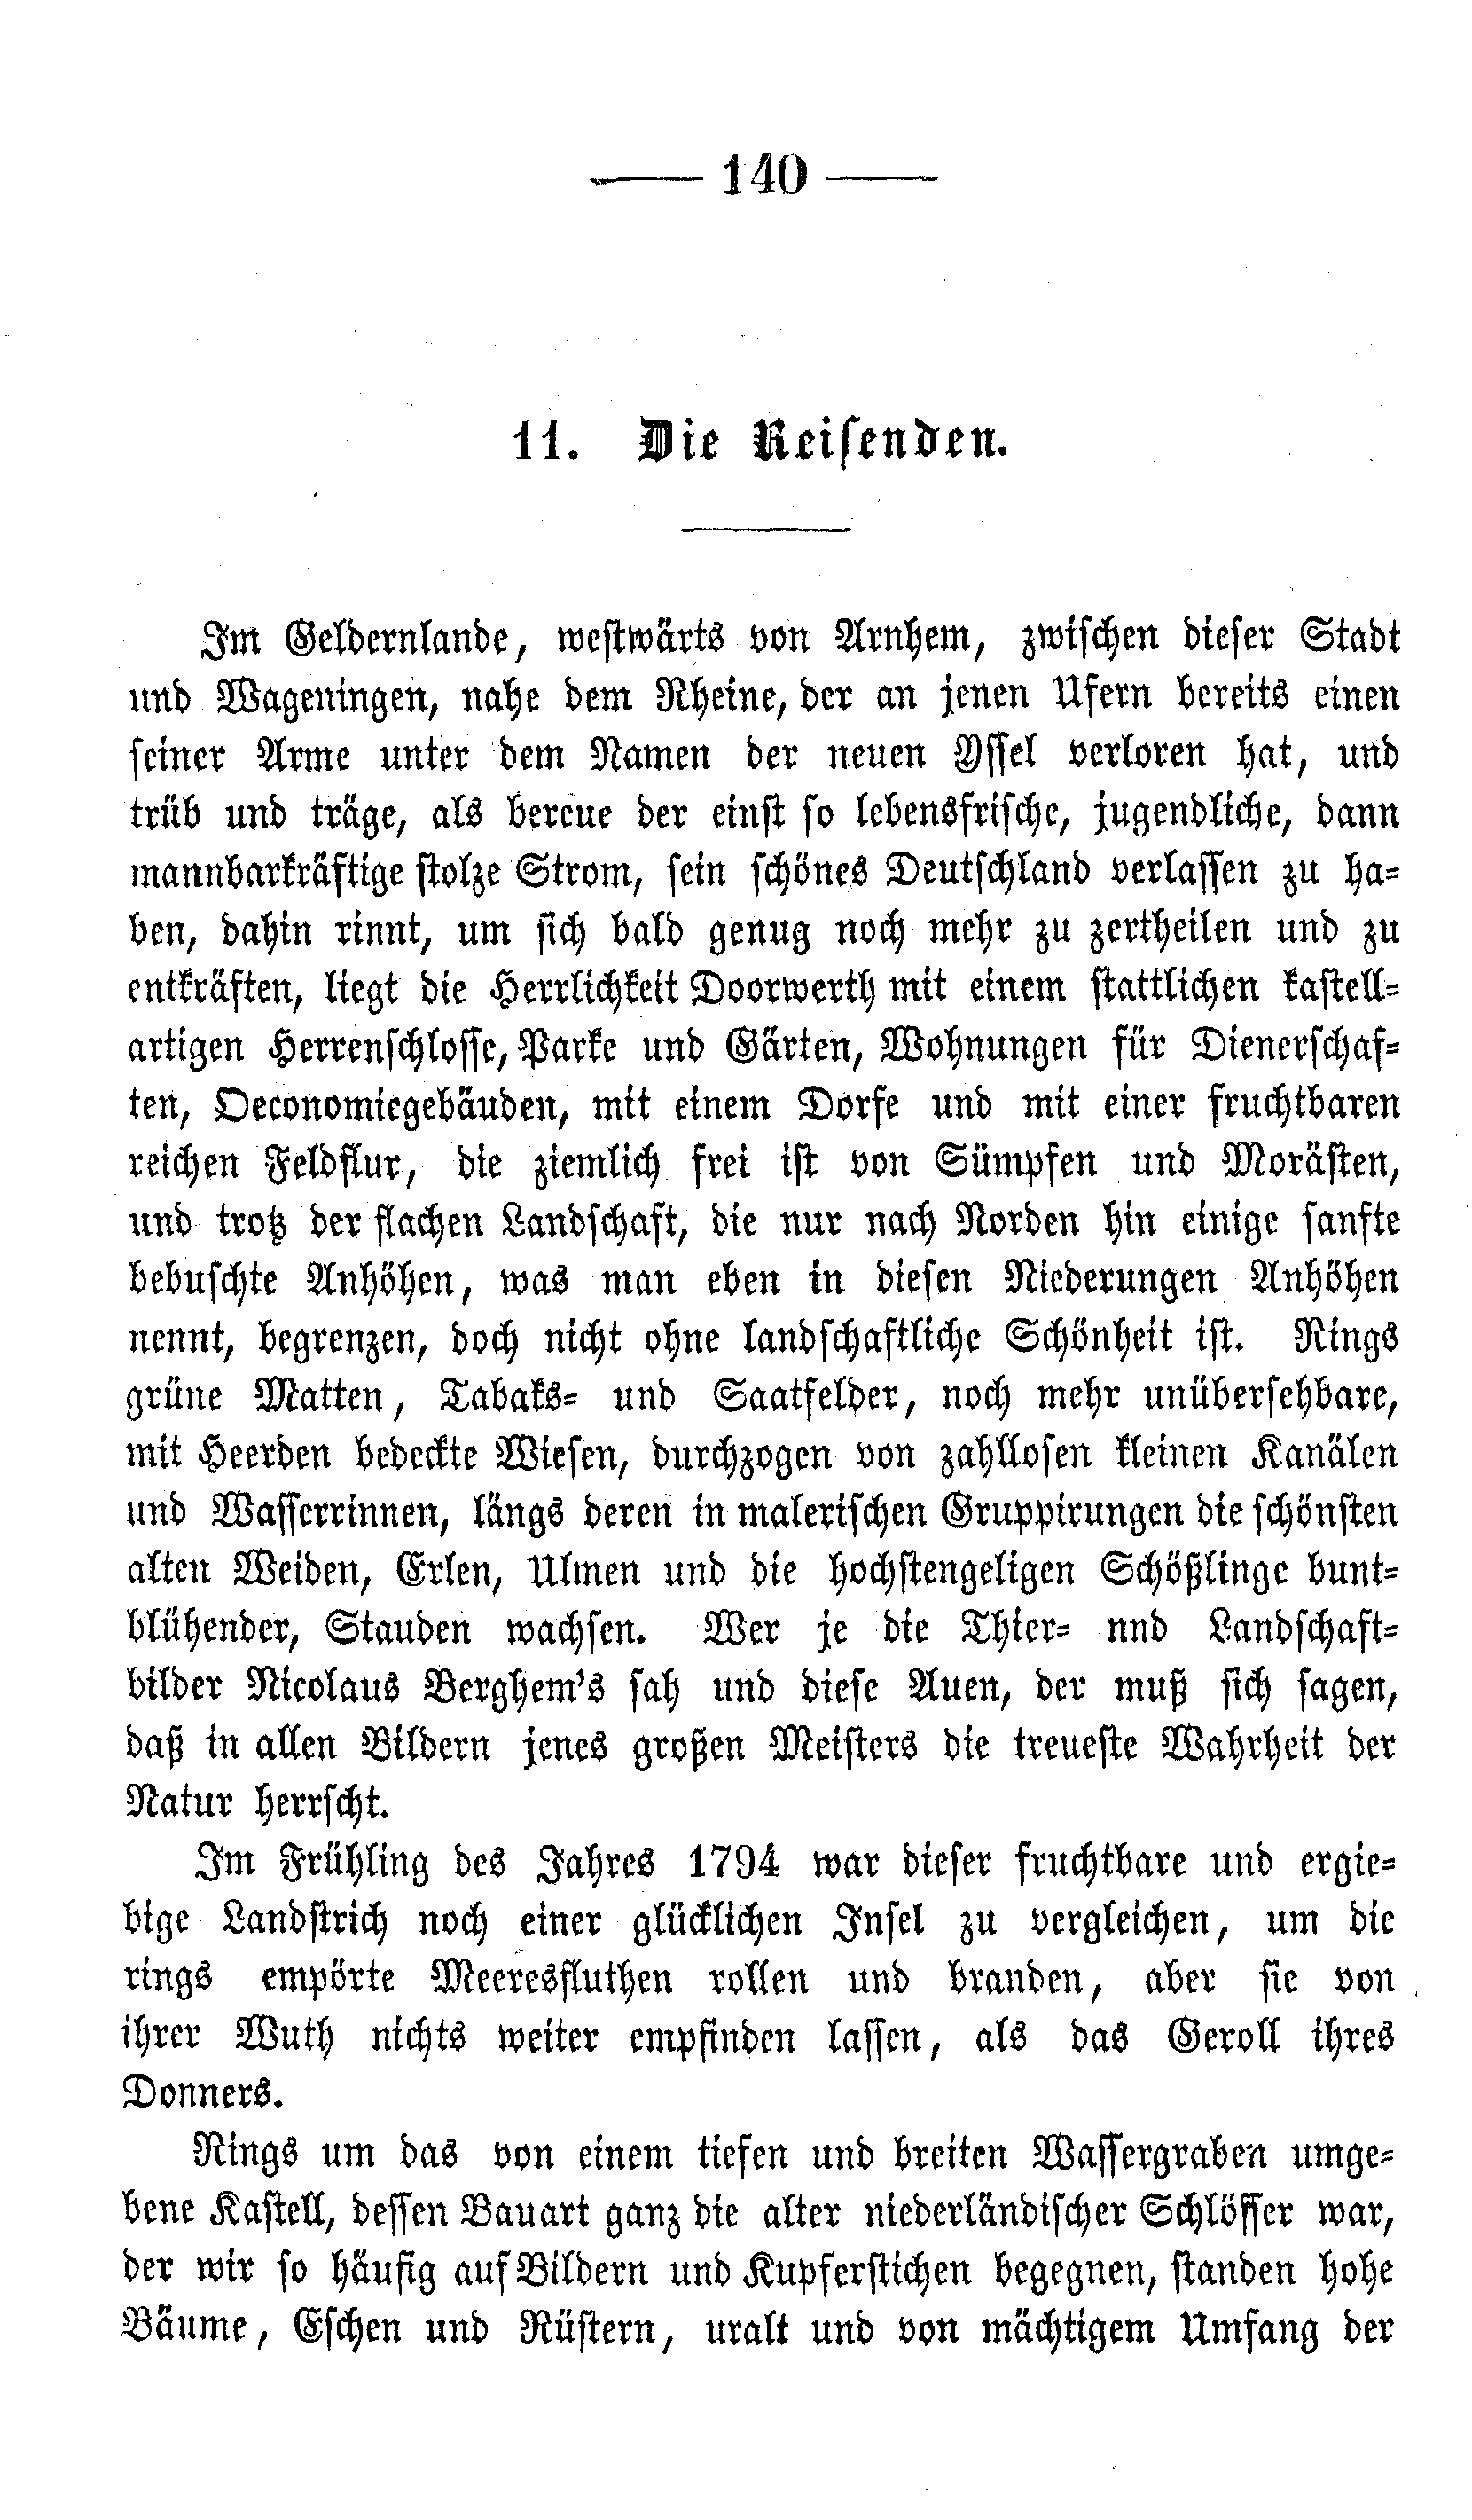 — 140 —
11. Die Reisenden.
Im Geldernlande, westwärts von Arnhem, zwischen dieser Stadt
und Wageningen, nahe dem Rheine, der an jenen Ufern bereits einen
seiner Arme unter dem Namen der neuen Yssel verloren hat, und
trüb und träge, als bereue der einst so lebensfrische, jugendliche, dann
mannbarkräftige stolze Strom, sein schönes Deutschland verlassen zu ha-
ben, dahin rinnt, um sich bald genug noch mehr zu zertheilen und zu
entkräften, liegt die Herrlichkeit Doorwerth mit einem stattlichen kastell-
artigen Herrenschlosse, Parke und Gärten, Wohnungen für Dienerschaf-
ten, Oeconomiegebäuden, mit einem Dorfe und mit einer fruchtbaren
reichen Feldflur, die ziemlich frei ist von Sümpfen und Morästen,
und trotz der flachen Landschaft, die nur nach Norden hin einige sanfte
bebuschte Anhöhen, was man eben in diesen Niederungen Anhöhen
nennt, begrenzen, doch nicht ohne landschaftliche Schönheit ist. Rings
grüne Matten, Tabaks- und Saatfelder, noch mehr unübersehbare,
mit Heerden bedeckte Wiesen, durchzogen von zahllosen kleinen Kanälen
und Wasserrinnen, längs deren in malerischen Gruppirungen die schönsten
alten Weiden, Erlen, Ulmen und die hochstengeligen Schößlinge bunt-
blühender, Stauden wachsen. Wer je die Thier- nnd Landschaft-
bilder Nicolaus Berghem's sah und diese Auen, der muß sich sagen,
daß in allen Bildern jenes großen Meisters die treueste Wahrheit der
Natur herrscht.
Im Frühling des Jahres 1794 war dieser fruchtbare und ergie-
bige Landstrich noch einer glücklichen Insel zu vergleichen, um die
rings empörte Meeresfluthen rollen und branden, aber sie von
ihrer Wuth nichts weiter empfinden lassen, als das Geroll ihres
Donners.
Rings um das von einem tiefen und breiten Wassergraben umge-
bene Kastell, dessen Bauart ganz die alter niederländischer Schlösser war,
der wir so häufig auf Bildern und Kupferstichen begegnen, standen hohe
Bäume, Eschen und Rüstern, uralt und von mächtigem Umfang der